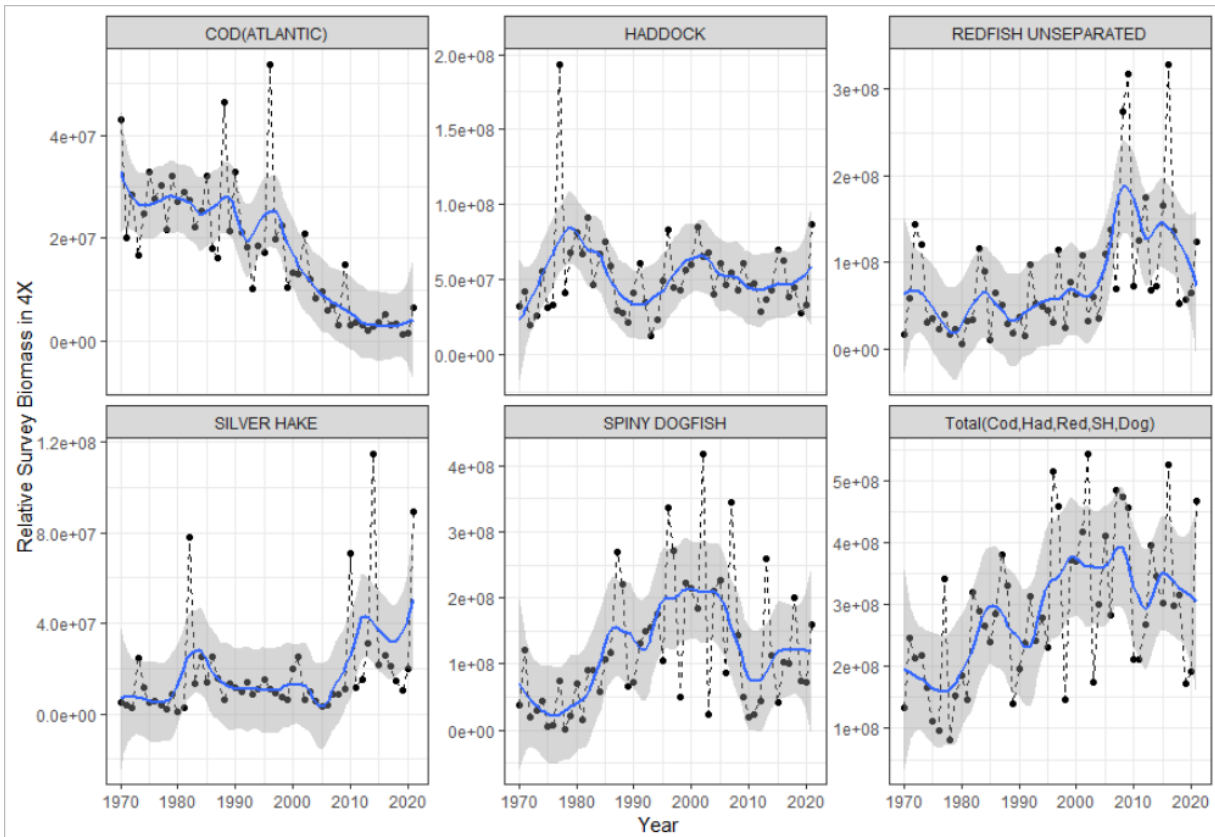 COD(ATLANTIC)
HADDOCK
REDFISH UNSEPARATED
4e+07
2e+07
0e+00
2.0e+08
1.5e+08
1.0e+08
5.0e+07
0.0e+00
3e+08
2e+08
1e+08
0e+00
Relative Survey Biomass in 4X
SILVER HAKE
SPINY DOGFISH
Total(Cod,Had,Red,SH,Dog)
1.2e+08
8.0e+07
4.0e+07
0.0e+00
4e+08
3e+08
2e+08
1e+08
0e+00
5e+08
4e+08
3e+08
2e+08
1e+08
1970 1980 1990 2000 2010 2020
1970 1980 1990 2000 2010 2020
1970 1980 1990 2000 2010 2020
Year